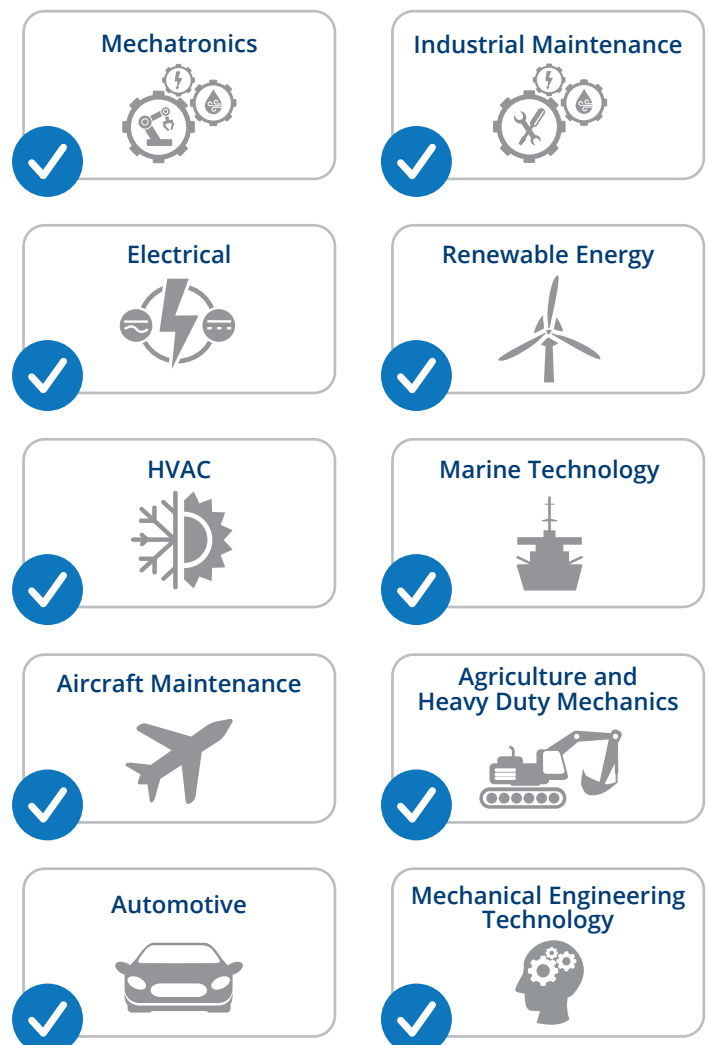 Mechatronics
Industrial Maintenance
Electrical
Renewable Energy
HVAC
Marine Technology
Aircraft Maintenance
Agriculture and
Heavy Duty Mechanics
Automotive
Mechanical Engineering
Technology